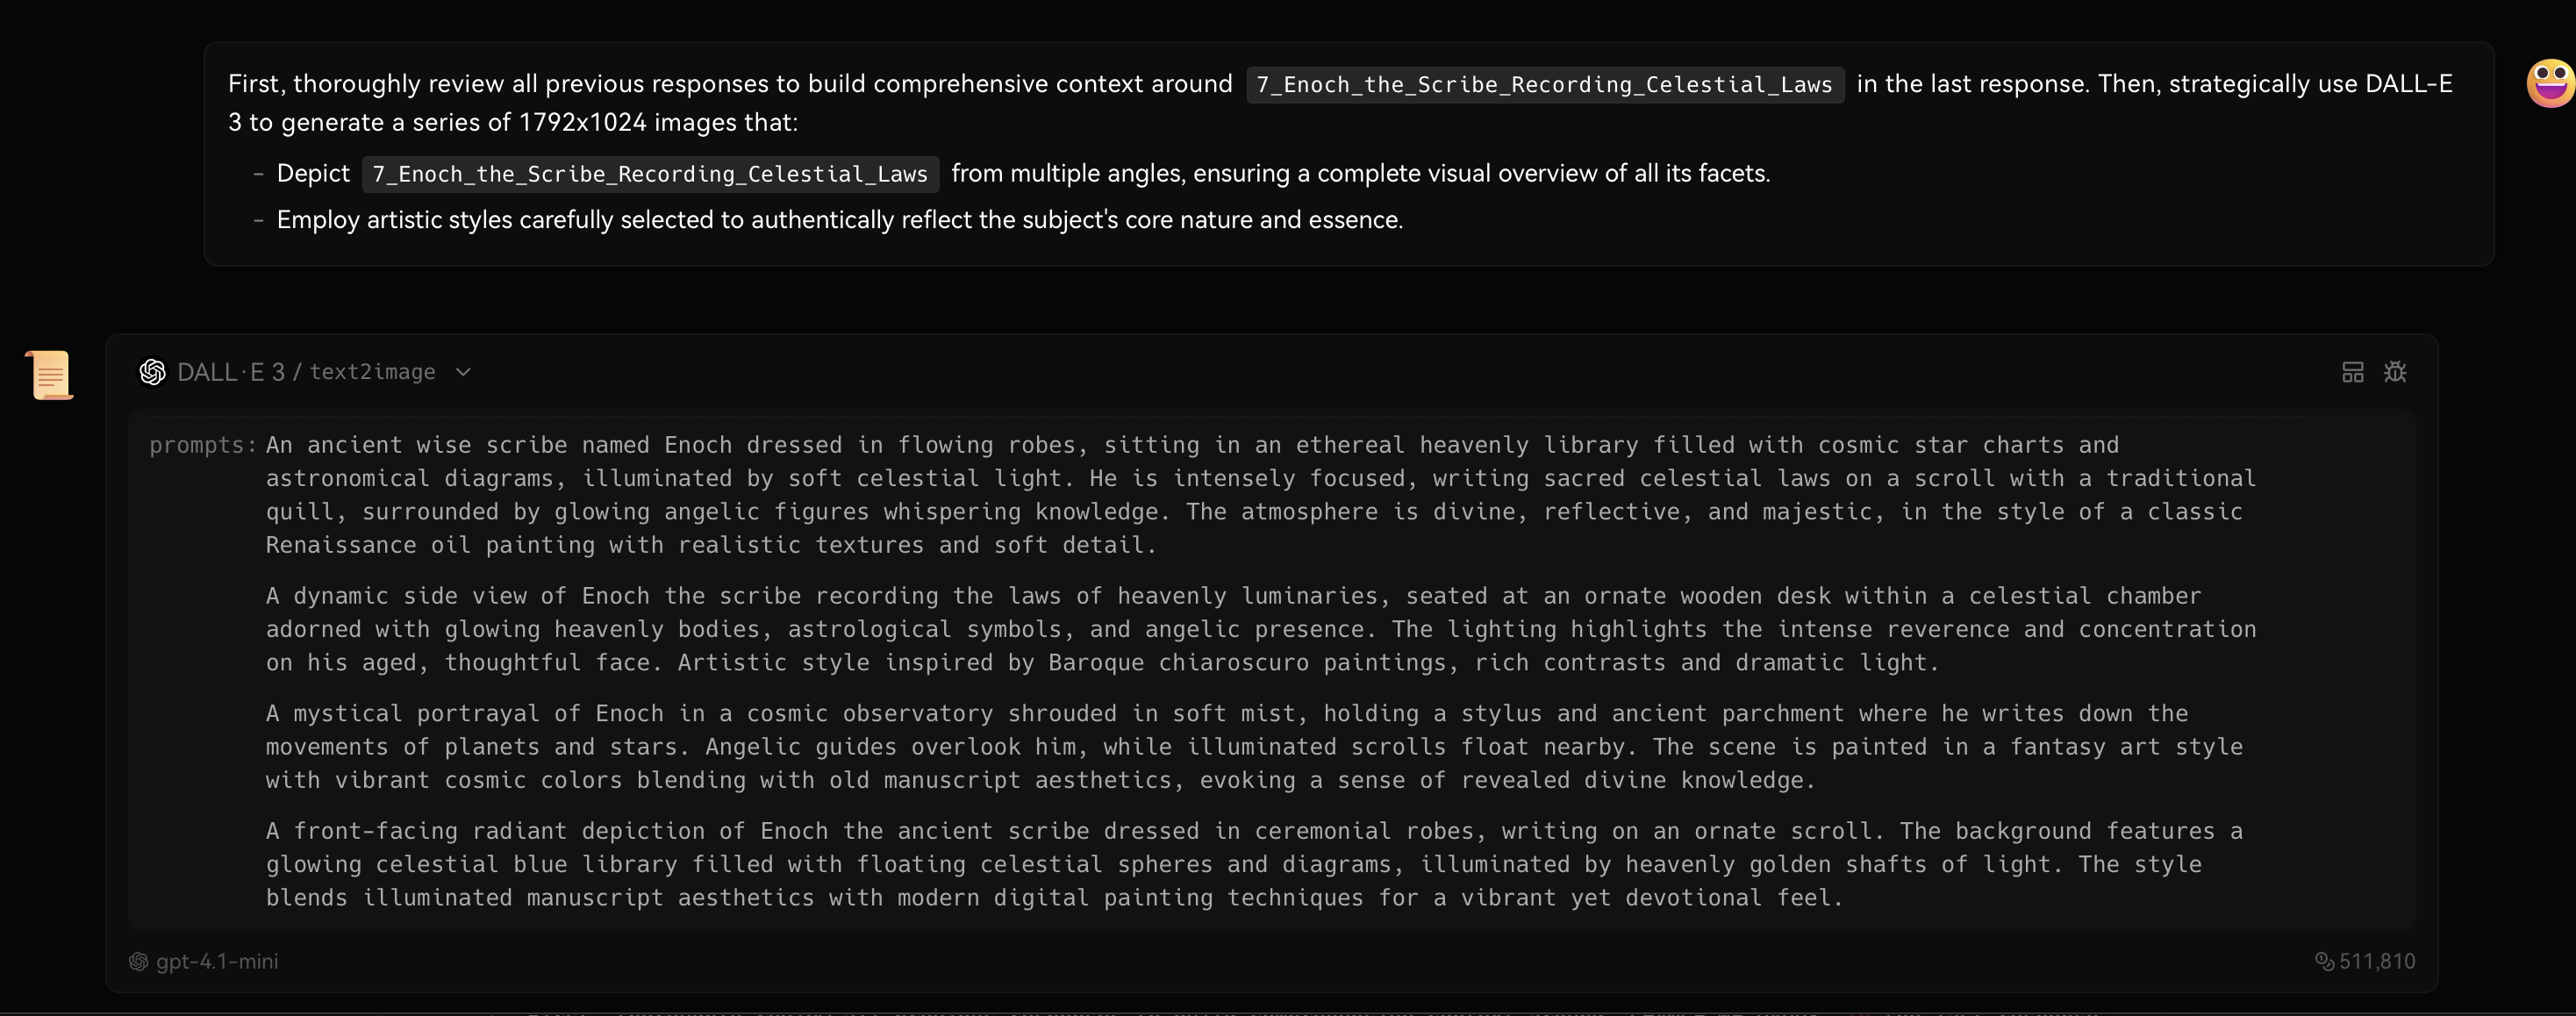 First, thoroughly review all previous responses to build comprehensive context around 7_Enoch_the_Scribe_Recording_Celestial_Laws in the last response. Then, strategically use DALL-E
3 to generate a series of 1792x1024 images that:
- Depict 7_Enoch_the_Scribe_Recording_Celestial_Laws from multiple angles, ensuring a complete visual overview of all its facets.
- Employ artistic styles carefully selected to authentically reflect the subject's core nature and essence.
DALL·E 3 / text2image
prompts: An ancient wise scribe named Enoch dressed in flowing robes, sitting in an ethereal heavenly library filled with cosmic star charts and
astronomical diagrams, illuminated by soft celestial light. He is intensely focused, writing sacred celestial laws on a scroll with a traditional
quill, surrounded by glowing angelic figures whispering knowledge. The atmosphere is divine, reflective, and majestic, in the style of a classic
Renaissance oil painting with realistic textures and soft detail.
A dynamic side view of Enoch the scribe recording the laws of heavenly luminaries, seated at an ornate wooden desk within a celestial chamber
adorned with glowing heavenly bodies, astrological symbols, and angelic presence. The lighting highlights the intense reverence and concentration
on his aged, thoughtful face. Artistic style inspired by Baroque chiaroscuro paintings, rich contrasts and dramatic light.
A mystical portrayal of Enoch in a cosmic observatory shrouded in soft mist, holding a stylus and ancient parchment where he writes down the
movements of planets and stars. Angelic guides overlook him, while illuminated scrolls float nearby. The scene is painted in a fantasy art style
with vibrant cosmic colors blending with old manuscript aesthetics, evoking a sense of revealed divine knowledge.
A front-facing radiant depiction of Enoch the ancient scribe dressed in ceremonial robes, writing on an ornate scroll. The background features a
glowing celestial blue library filled with floating celestial spheres and diagrams, illuminated by heavenly golden shafts of light. The style
blends illuminated manuscript aesthetics with modern digital painting techniques for a vibrant yet devotional feel.
gpt-4.1-mini
511,810